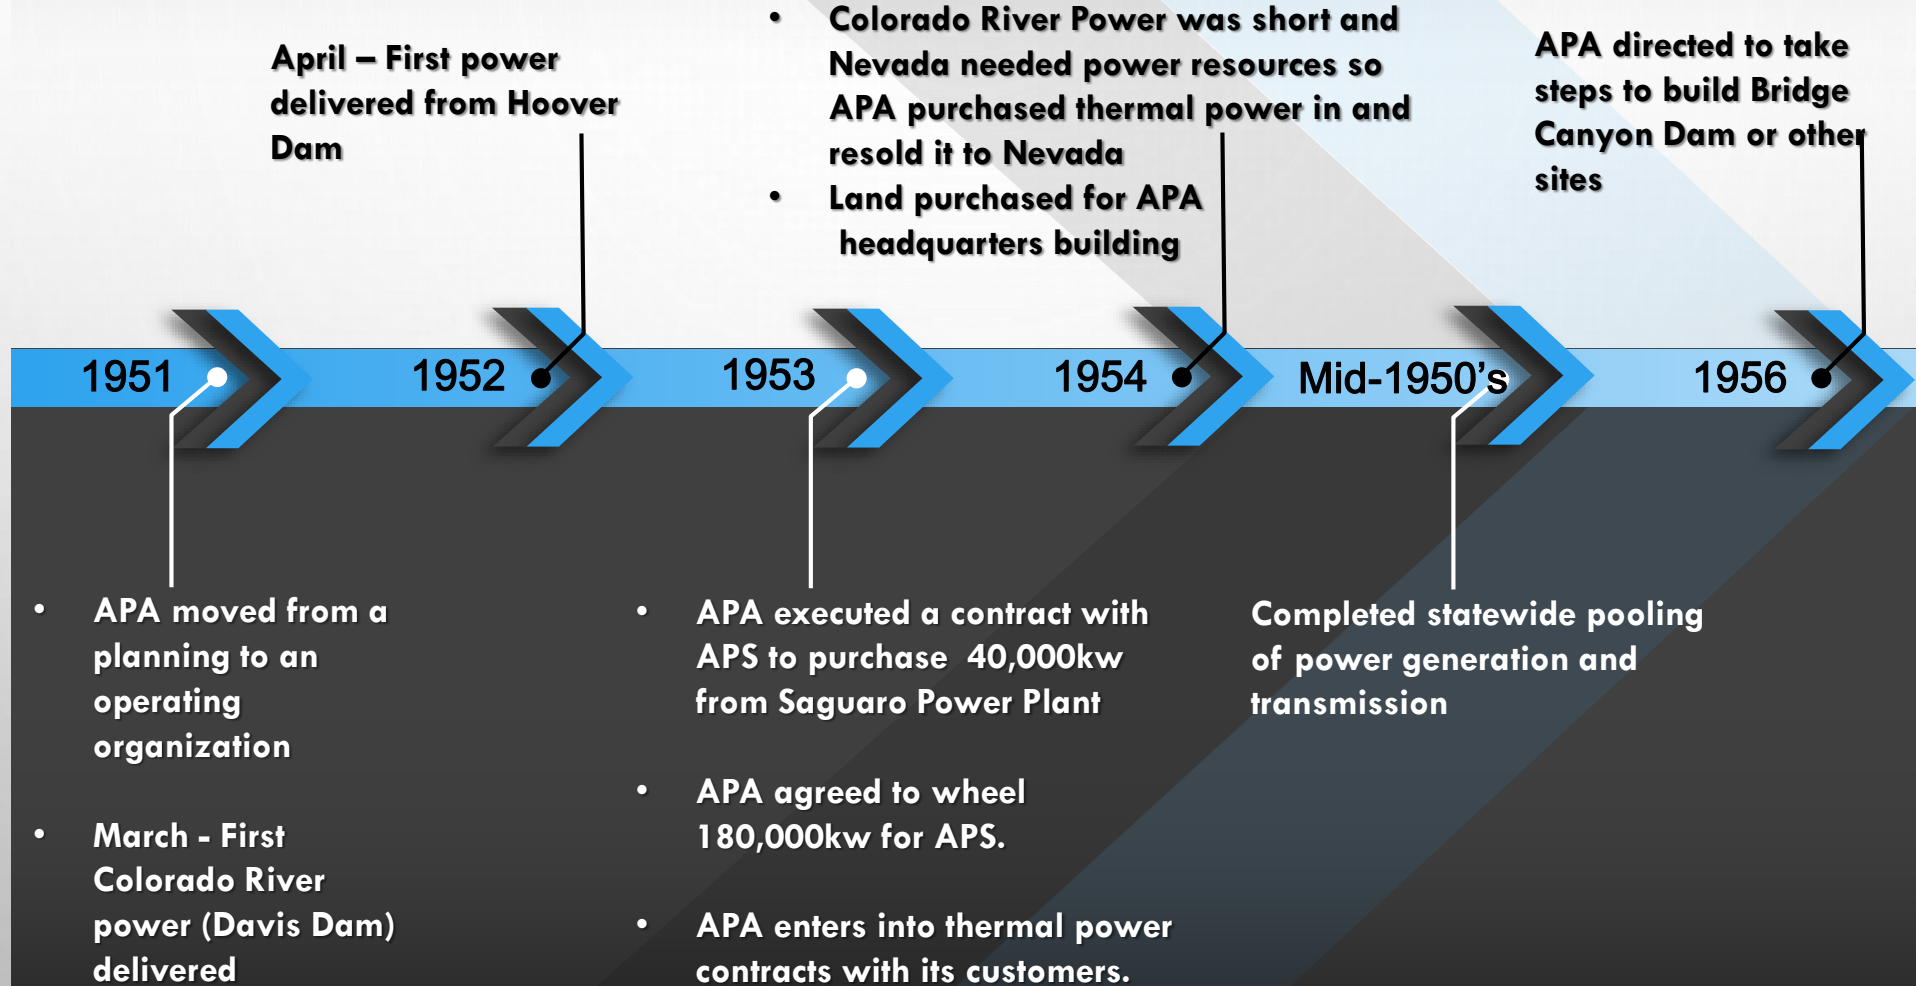 April – First power
delivered from Hoover
Dam
• Colorado River Power was short and
Nevada needed power resources so
APA purchased thermal power in and
resold it to Nevada
• Land purchased for APA
headquarters building
APA directed to take
steps to build Bridge
Canyon Dam or other
sites
1951
1952
1953
1954
Mid-1950's
1956
• APA moved from a
planning to an
operating
organization
• March - First
Colorado River
power (Davis Dam)
delivered
• APA executed a contract with
APS to purchase 40,000kw
from Saguaro Power Plant
• APA agreed to wheel
180,000kw for APS.
• APA enters into thermal power
contracts with its customers.
Completed statewide pooling
of power generation and
transmission